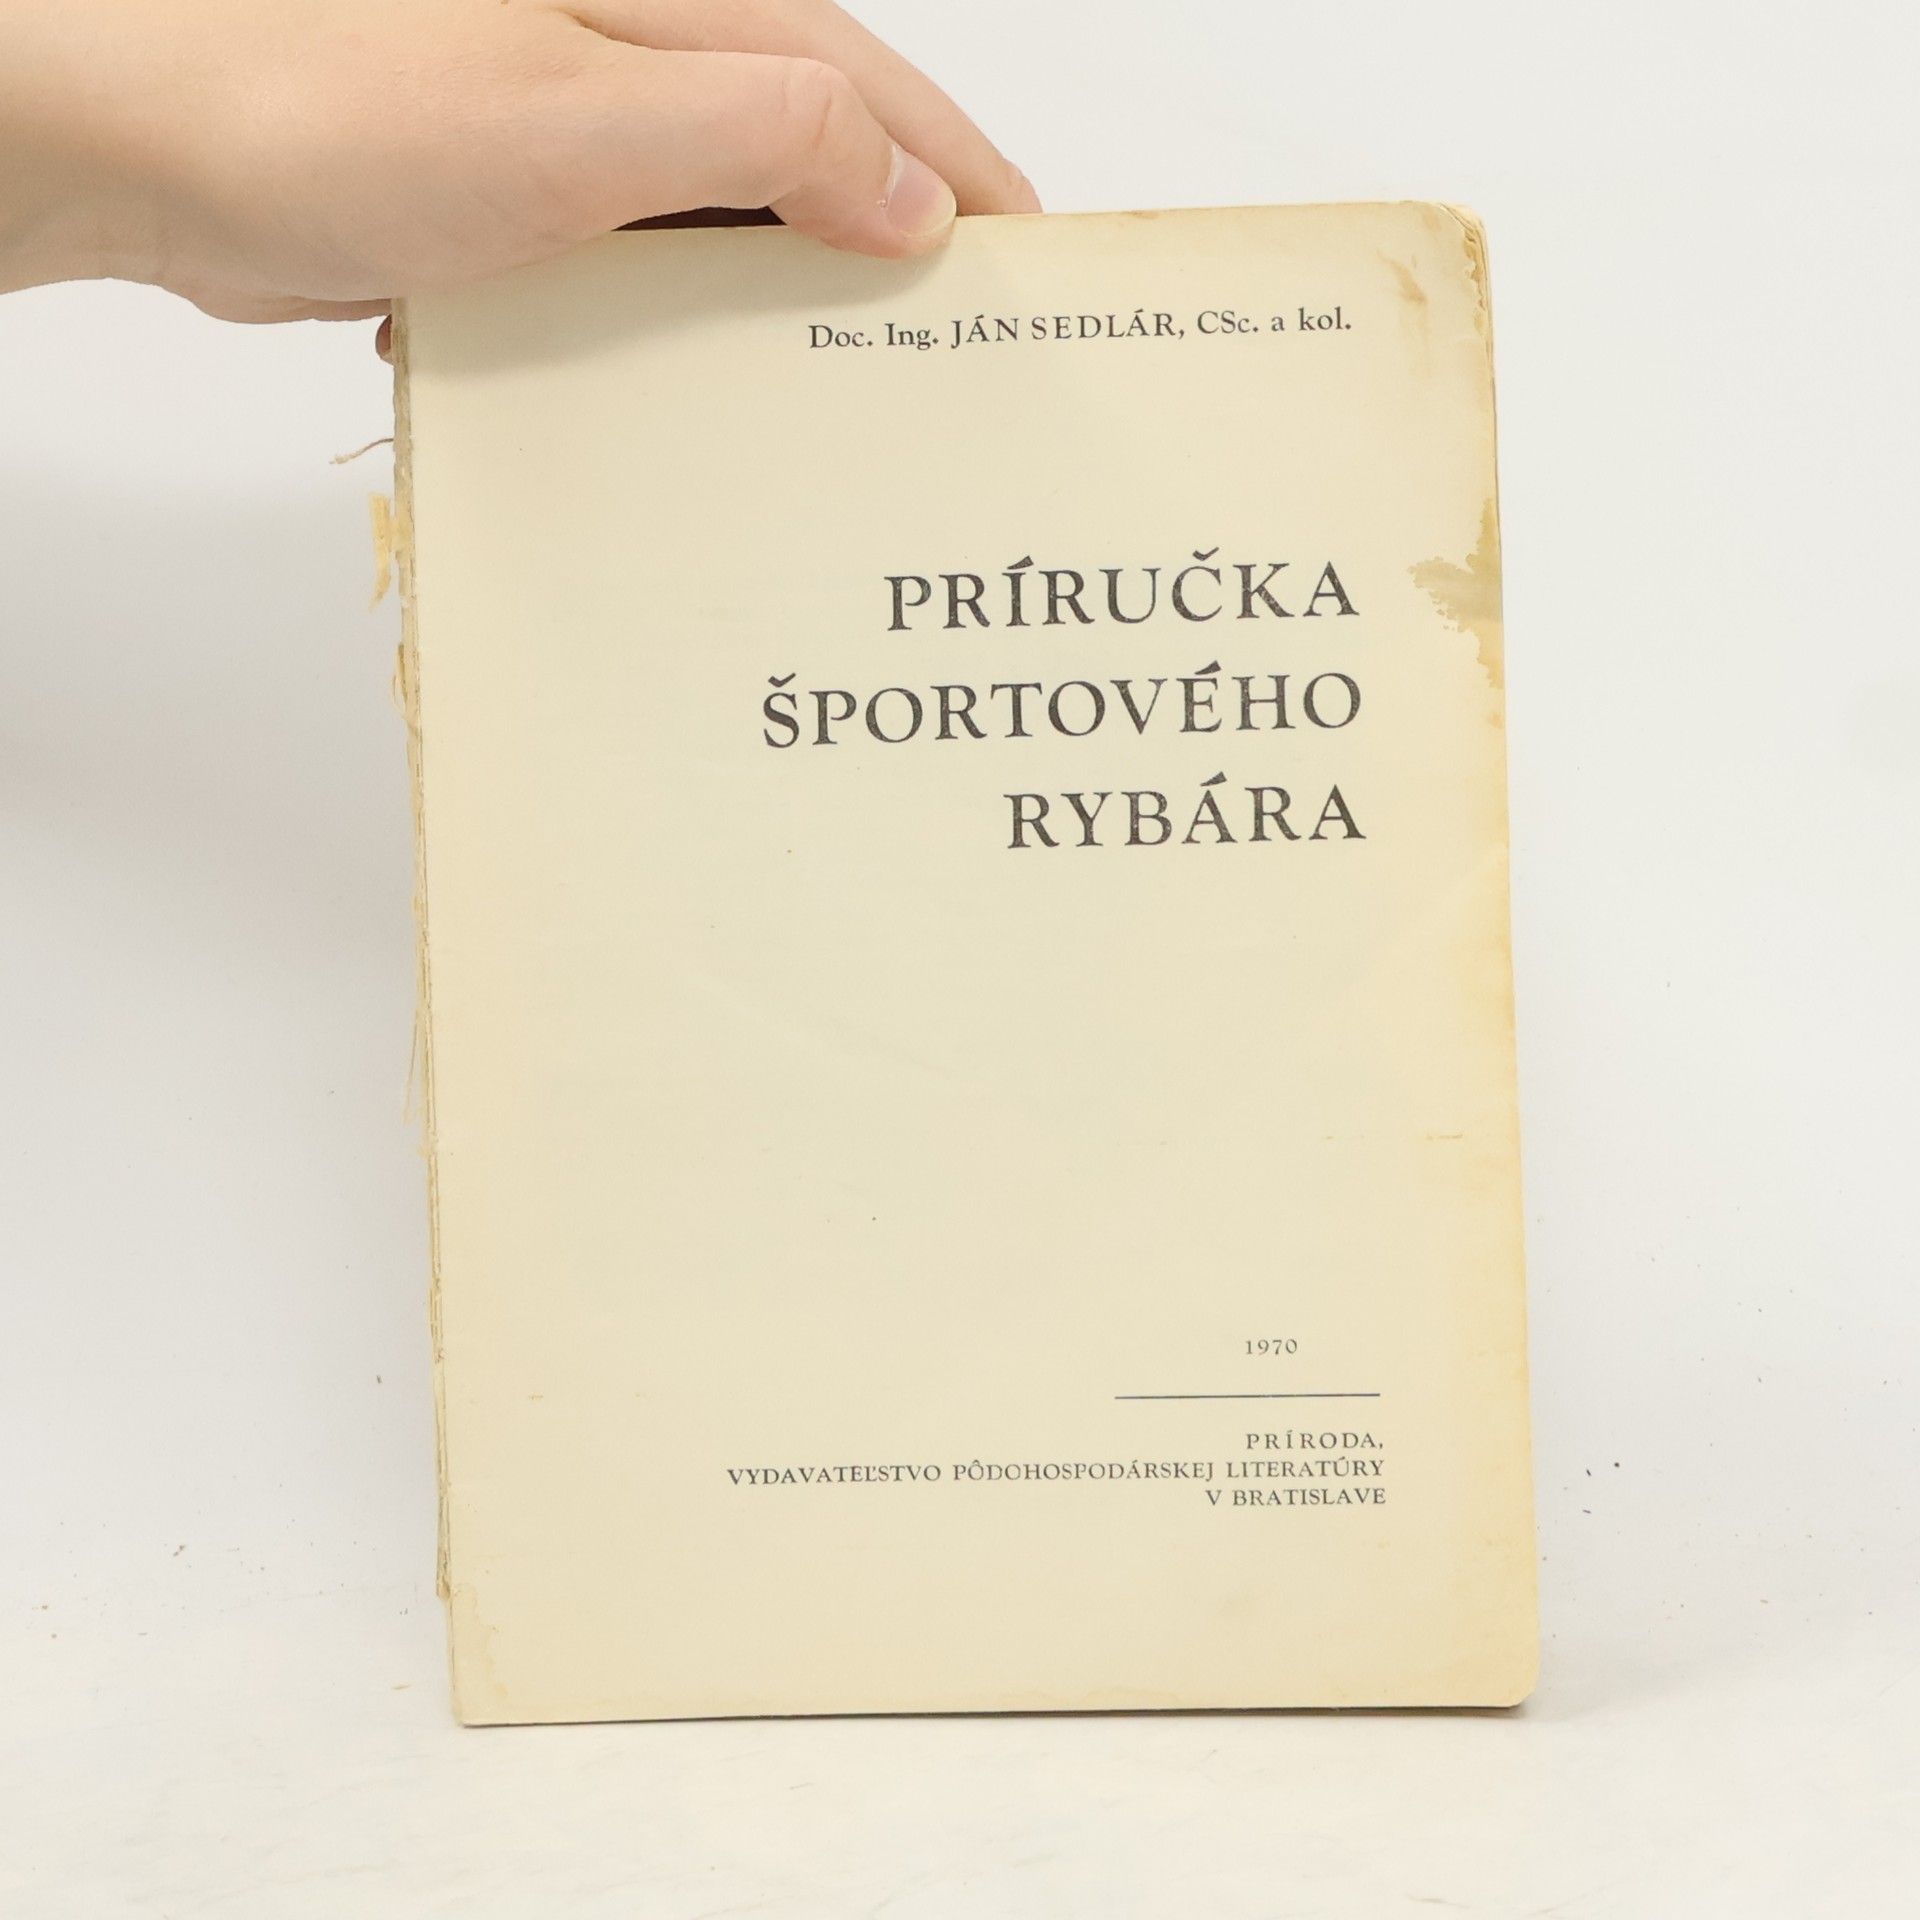 Doc. Ing. JÁN SEDLÁR, CSc. a kol.
PRÍRUČKA
ŠPORTOVÉHO
RYBÁRA
1970
PRÍRODA,
VYDAVATEĽSTVO PÔDOHOSPODÁRSKEJ LITERATÚRY
V BRATISLAVE